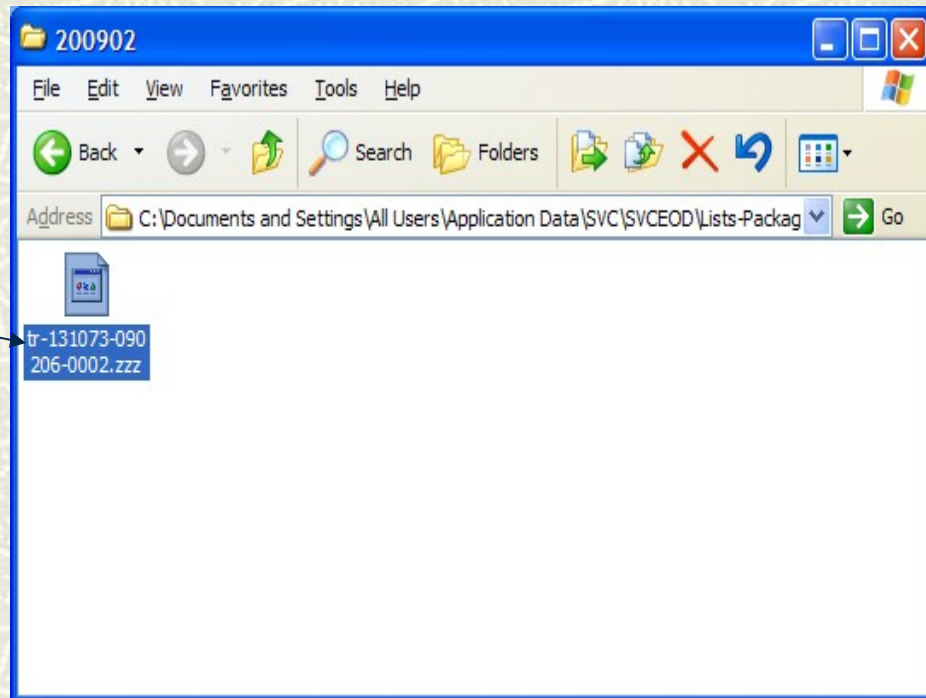 200902
File Edit View Favorites Tools Help
Back Search Folders
Address C:\Documents and Settings\All Users\Application Data\SVC\SVCEOD\Lists-Packag Go
tr-131073-090
206-0002.zzz